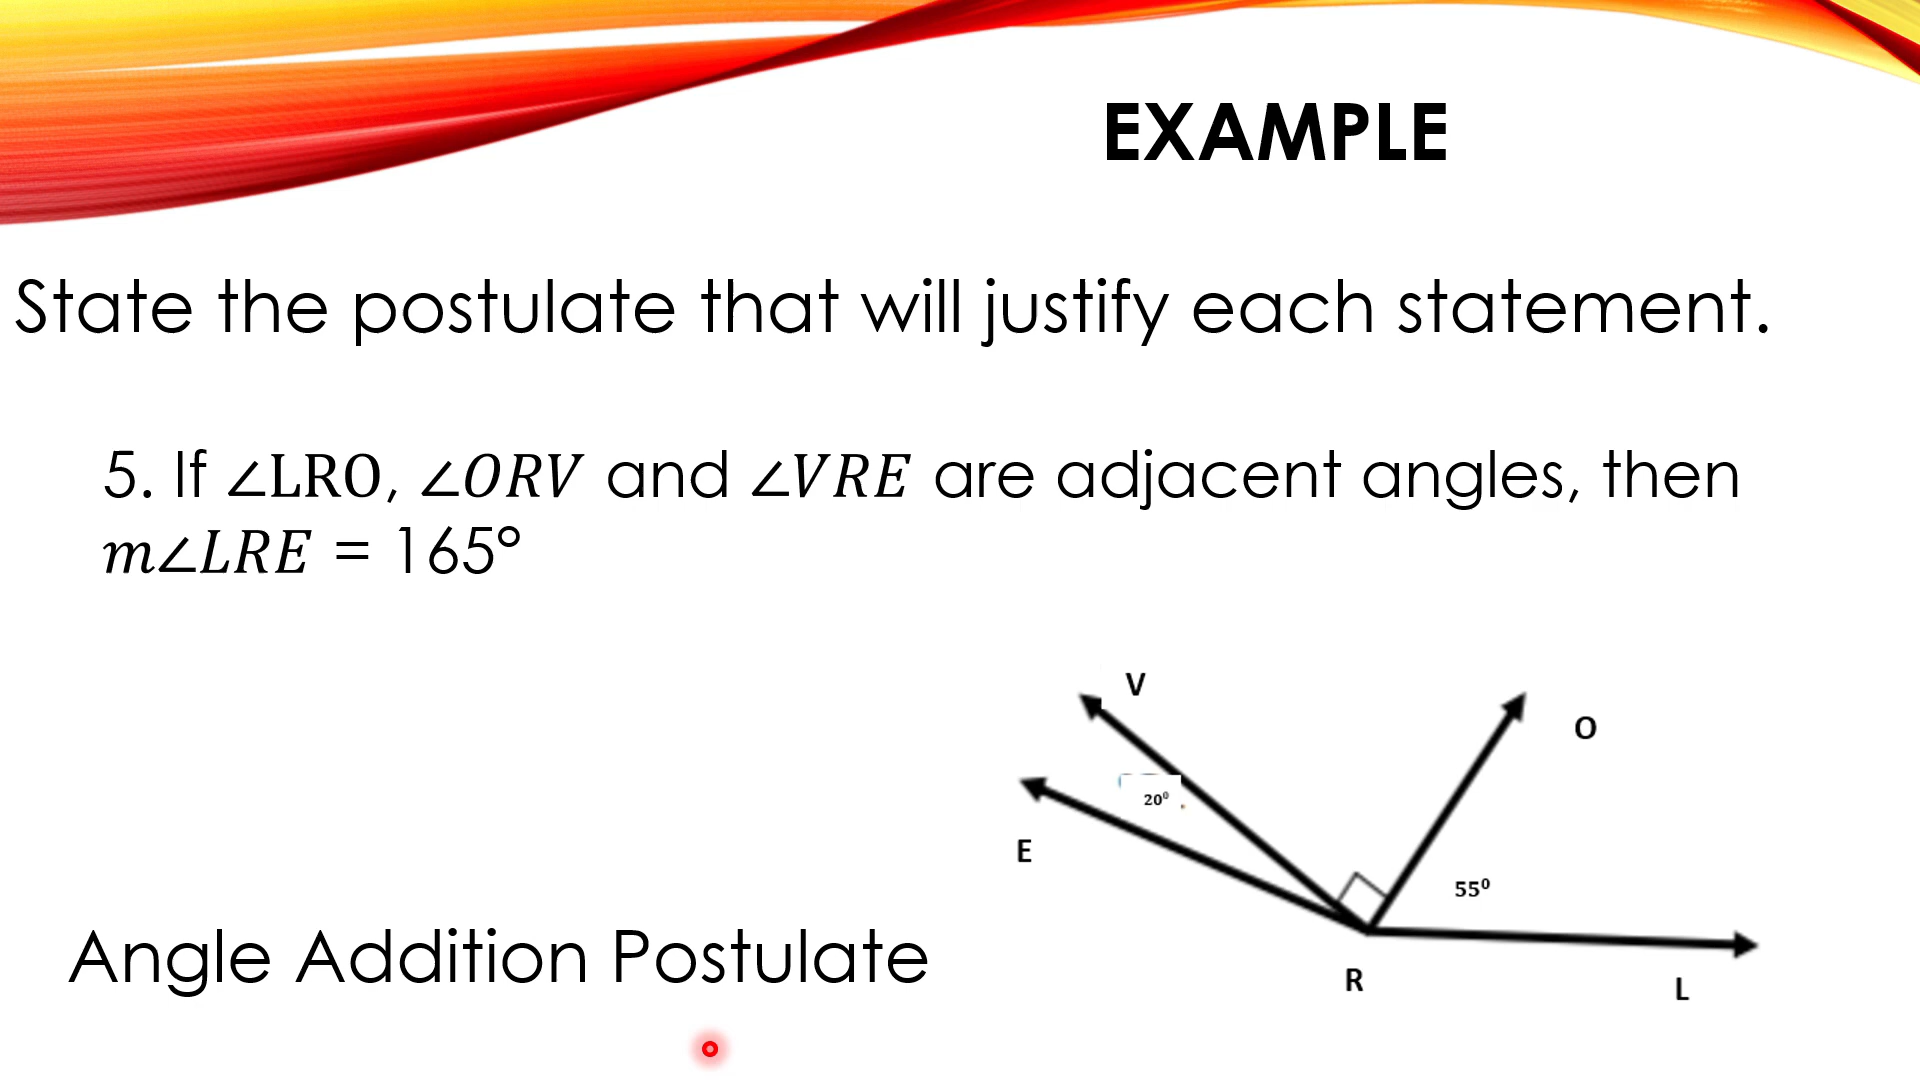 EXAMPLE
State the postulate that will justify each statement.
5. If ∠LRO, ∠ORV and ∠VRE are adjacent angles, then
m∠LRE = 165°
V
O
20⁰
E
55⁰
Angle Addition Postulate
R
L